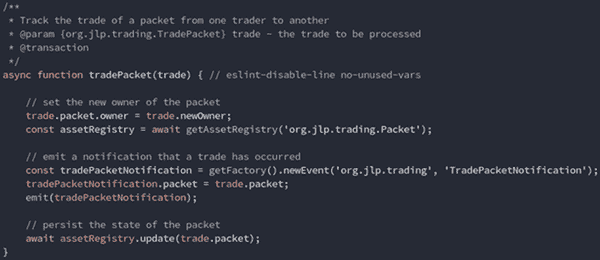 /**
 * Track the trade of a packet from one trader to another
 * @param {org.jlp.trading.TradePacket} trade - the trade to be processed
 * @transaction
 */
async function tradePacket(trade) { // eslint-disable-line no-unused-vars
    // set the new owner of the packet
    trade.packet.owner = trade.newOwner;
    const assetRegistry = await getAssetRegistry('org.jlp.trading.Packet');
    // emit a notification that a trade has occurred
    const tradePacketNotification = getFactory().newEvent('org.jlp.trading', 'TradePacketNotification');
    tradePacketNotification.packet = trade.packet;
    emit(tradePacketNotification);
    // persist the state of the packet
    await assetRegistry.update(trade.packet);
}